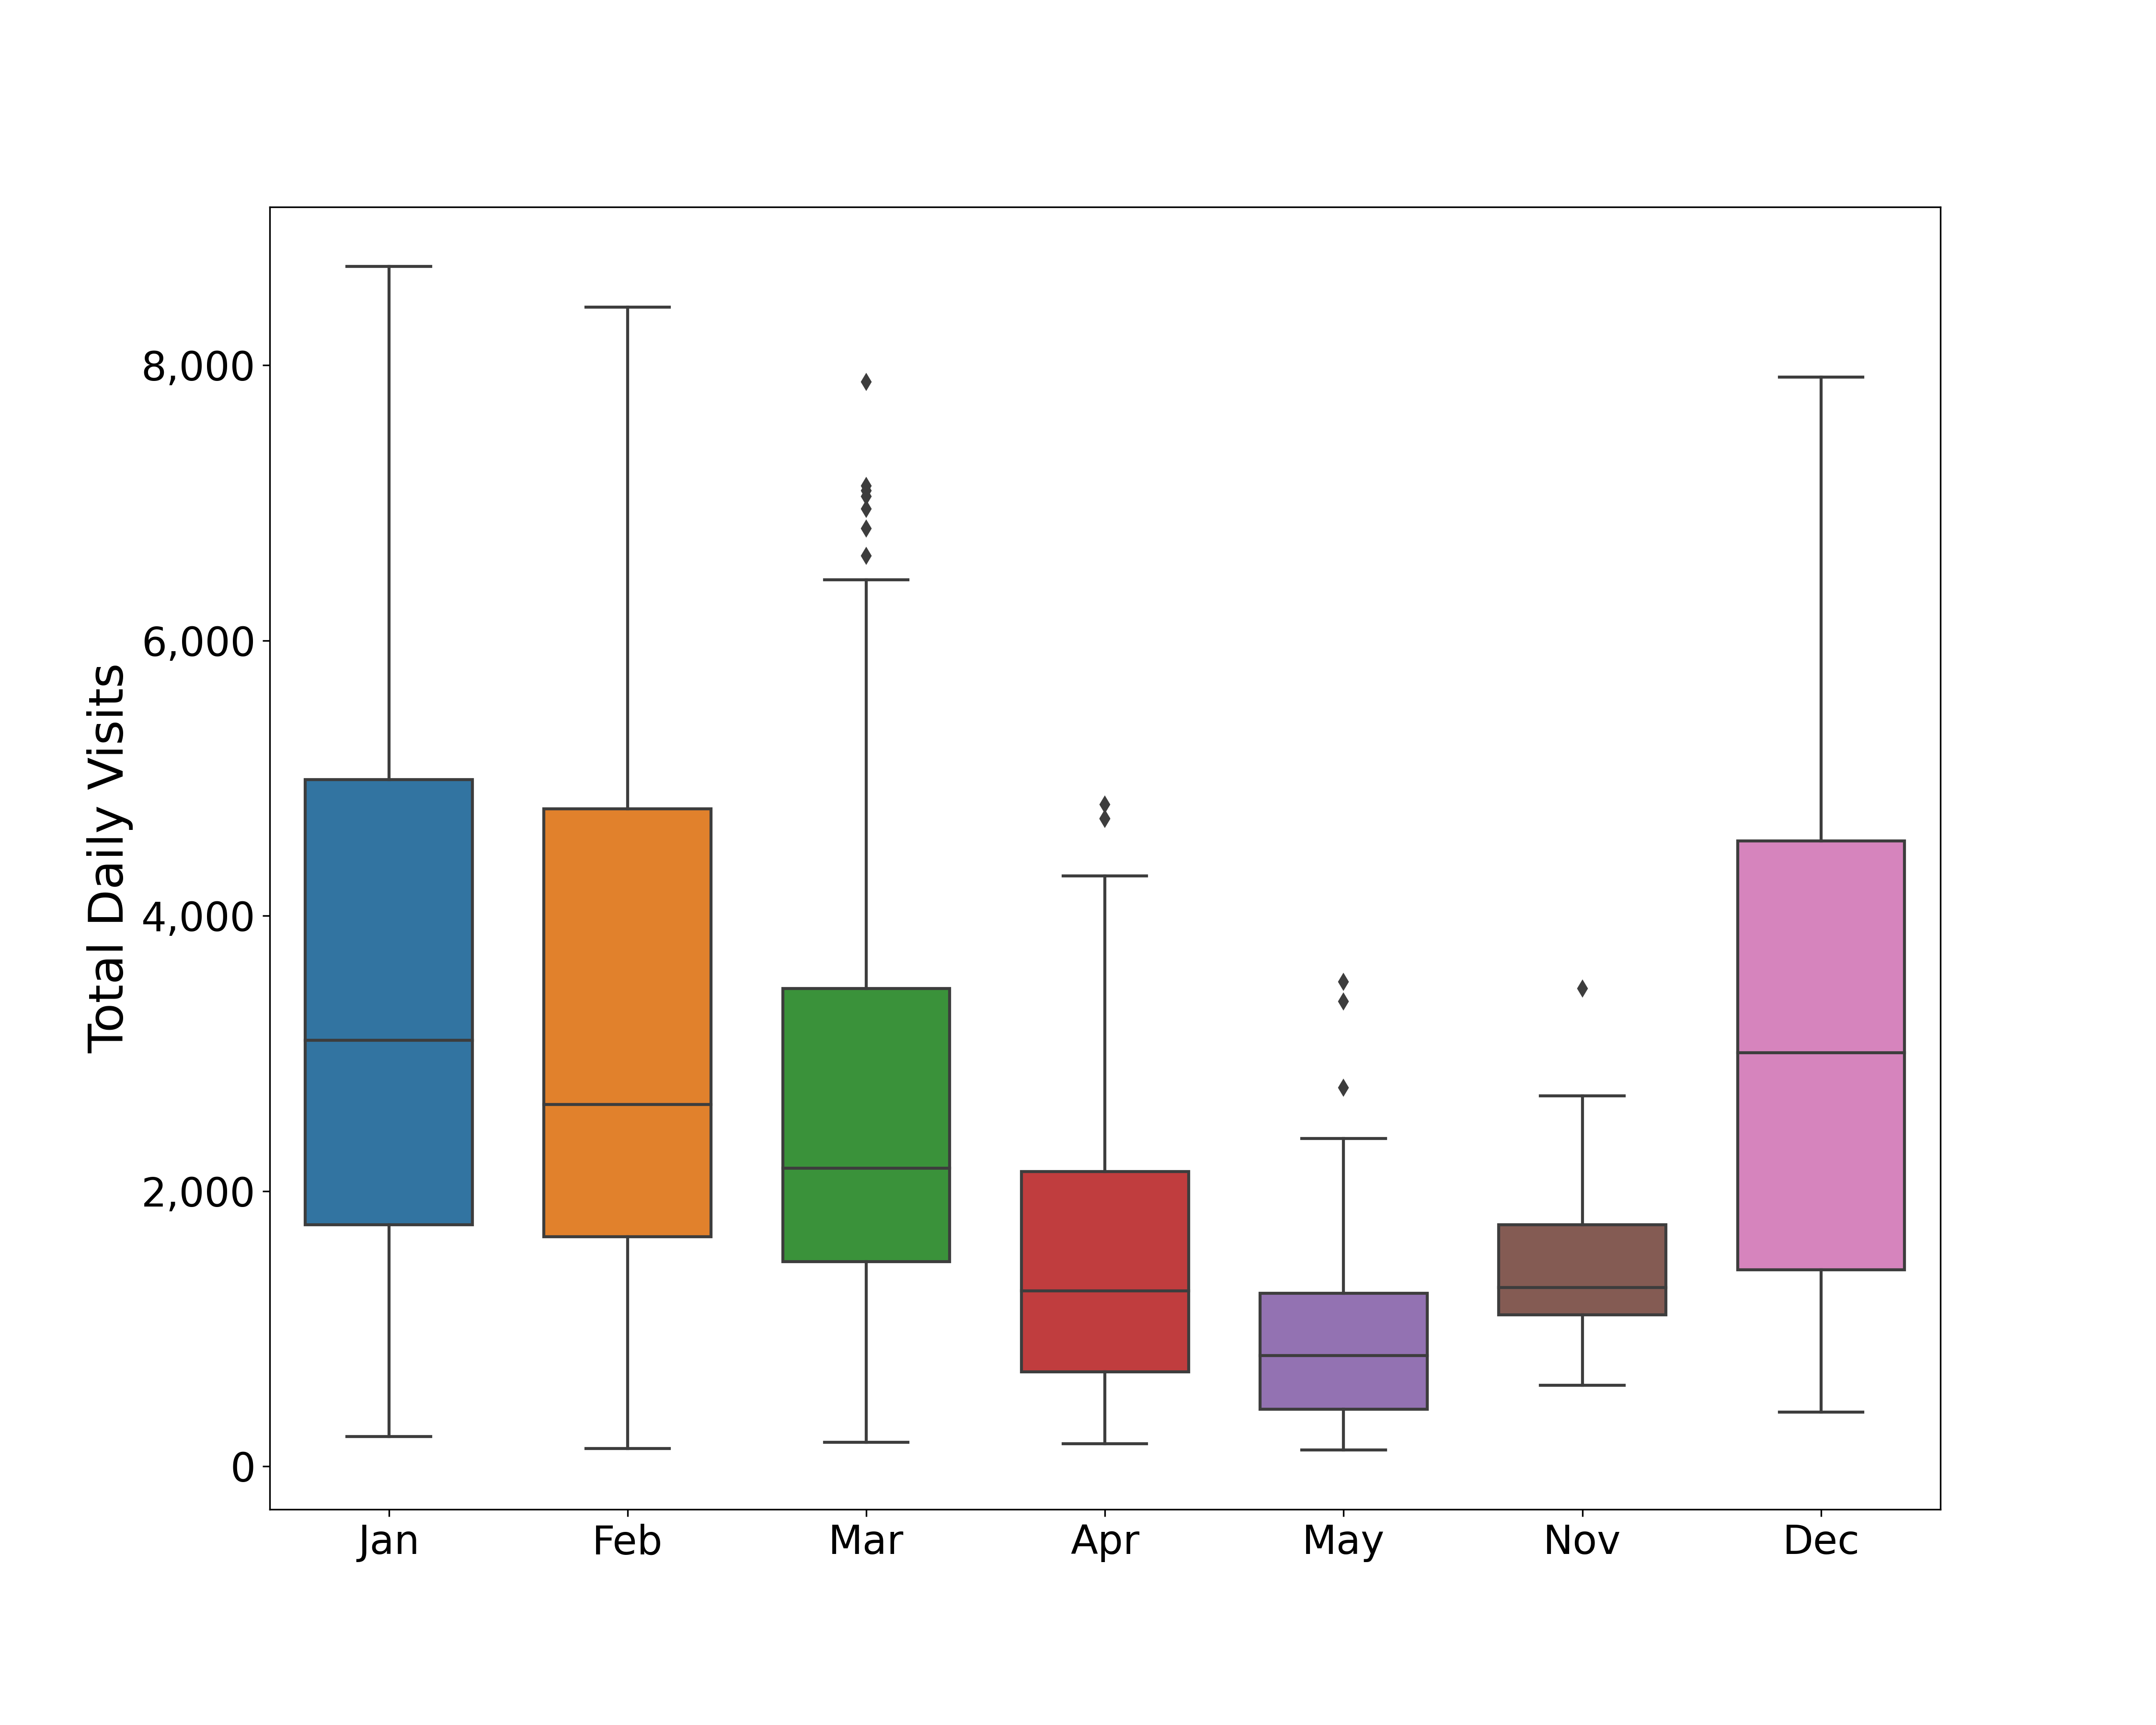 Total Daily Visits
8,000
6,000
4,000
2,000
0
Jan Feb Mar Apr May Nov Dec